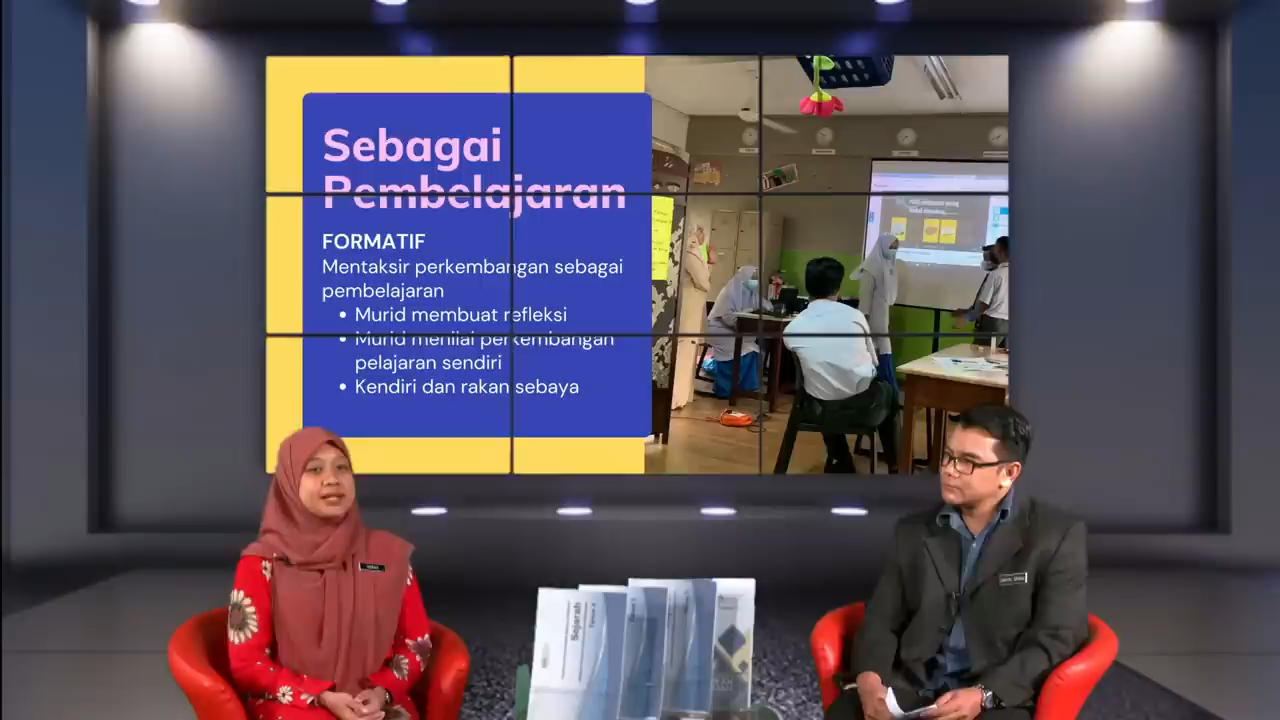 Sebagai
Pembelajaran
FORMATIF
Mentaksir perkembangan sebagai
pembelajaran
• Murid membuat refleksi
• Murid menilai perkembangan
pelajaran sendiri
• Kendiri dan rakan sebaya
Sejarah